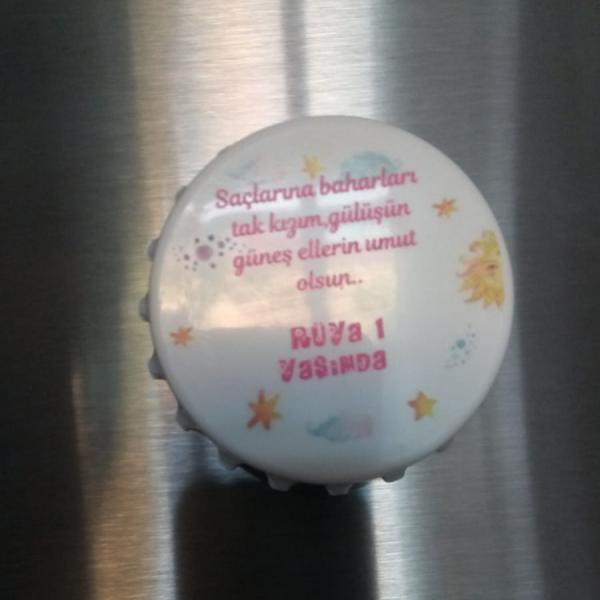 Saçlarına baharları
tak kızım,gülüşün
güneş ellerin umut
olsun..
RÜYa 1
YaŞıNDa